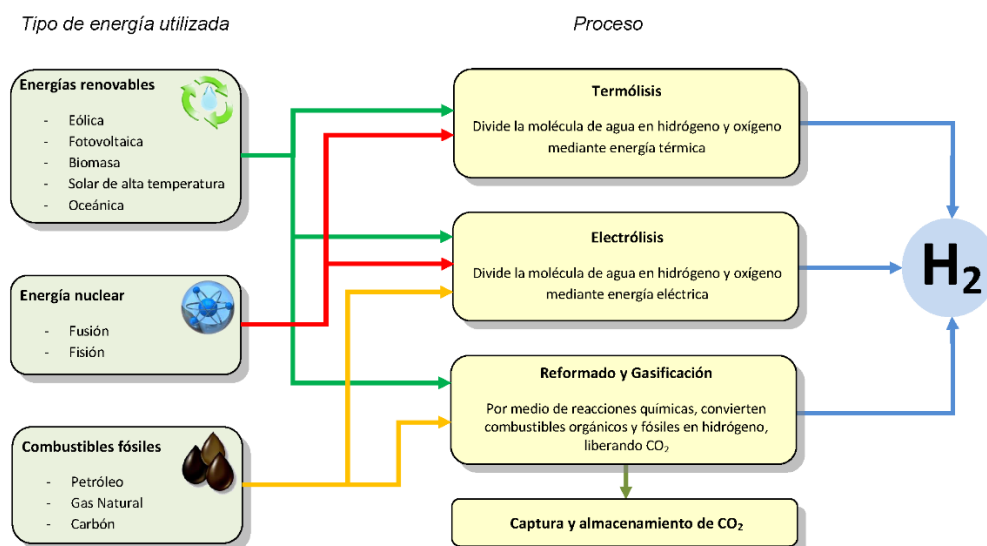 Tipo de energía utilizada
Proceso
Energías renovables
- Eólica
- Fotovoltaica
- Biomasa
- Solar de alta temperatura
- Oceánica
Energía nuclear
- Fusión
- Fisión
Combustibles fósiles
- Petróleo
- Gas Natural
- Carbón
Termólisis
Divide la molécula de agua en hidrógeno y oxígeno
mediante energía térmica
Electrólisis
Divide la molécula de agua en hidrógeno y oxígeno
mediante energía eléctrica
Reformado y Gasificación
Por medio de reacciones químicas, convierten
combustibles orgánicos y fósiles en hidrógeno,
liberando CO₂
Captura y almacenamiento de CO₂
H₂